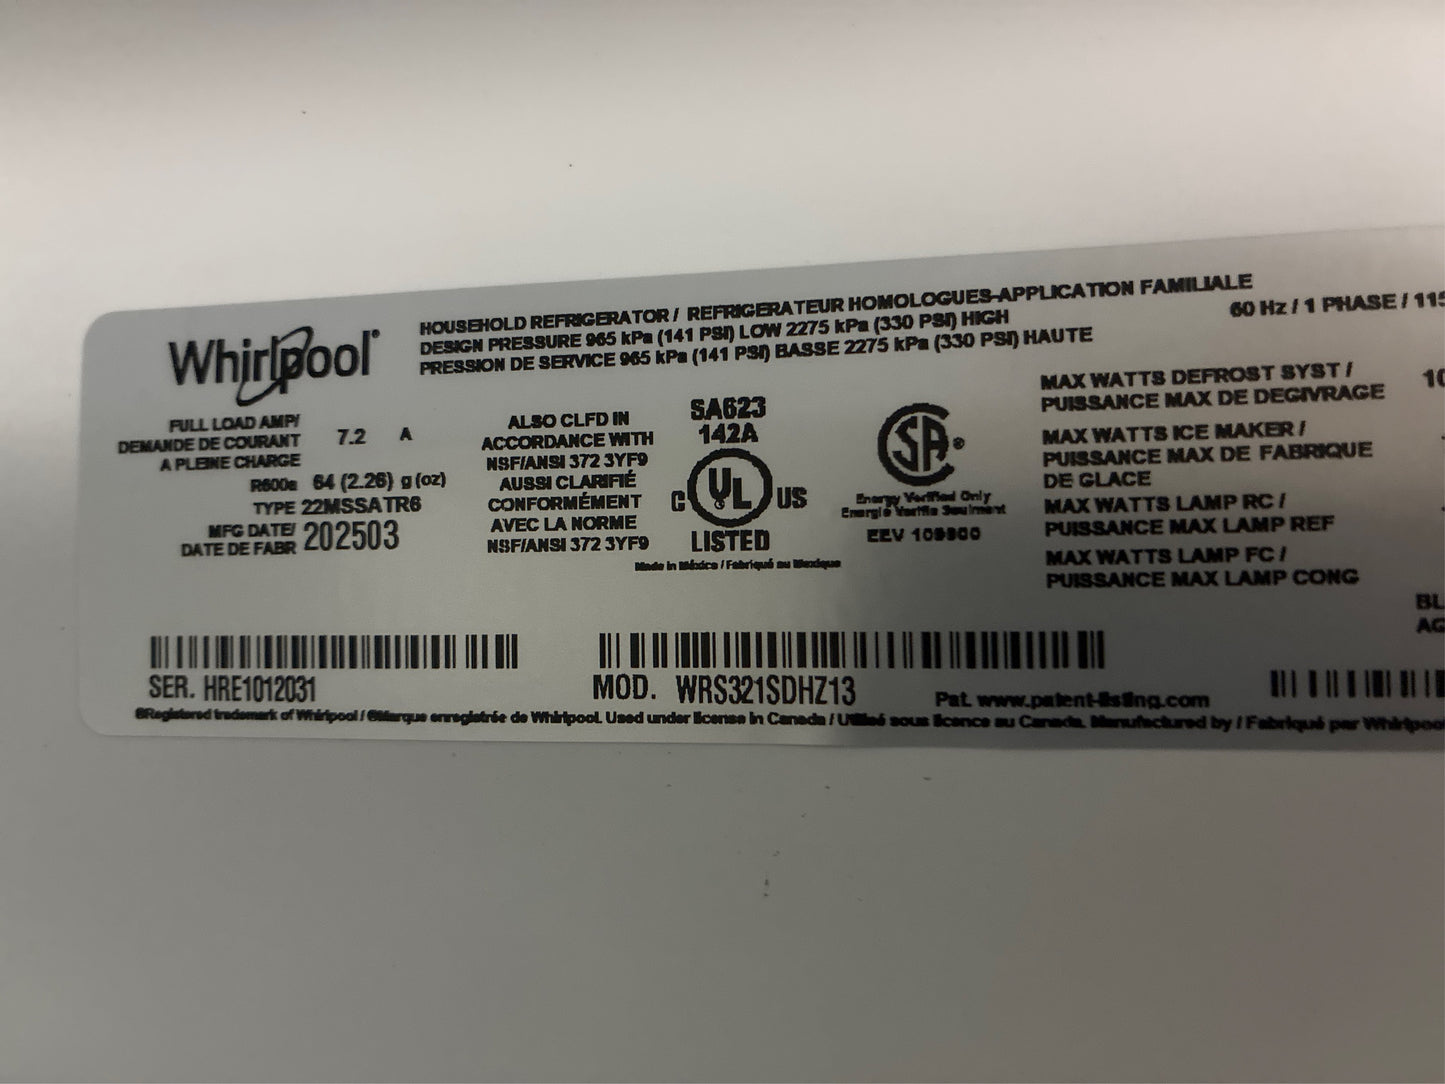 Whirlpool®
HOUSEHOLD REFRIGERATOR / REFRIGERATEUR HOMOLOGUES-APPLICATION FAMILIALE
DESIGN PRESSURE 965 kPa (141 PSI) LOW 2275 kPa (330 PSI) HIGH
PRESSION DE SERVICE 965 kPa (141 PSI) BASSE 2275 kPa (330 PSI) HAUTE
60 Hz / 1 PHASE / 115
FULL LOAD AMP/
DEMANDE DE COURANT
A PLEINE CHARGE
7.2 A
R600a 64 (2.26) g (oz)
TYPE 22MSSATR6
MFG DATE/
DATE DE FABR 202503
ALSO CLFD IN
ACCORDANCE WITH
NSF/ANSI 372 3YF9
AUSSI CLARIFIÉ
CONFORMÉMENT
AVEC LA NORME
NSF/ANSI 372 3YF9
SA623
142A
C UL US
LISTED
Made in México / Fabriqué au Mexique
SA®
Energy Verified Only
Energie Verifie Seulment
EEV 109900
MAX WATTS DEFROST SYST /
PUISSANCE MAX DE DEGIVRAGE
10
MAX WATTS ICE MAKER /
PUISSANCE MAX DE FABRIQUE
DE GLACE
MAX WATTS LAMP RC /
PUISSANCE MAX LAMP REF
MAX WATTS LAMP FC /
PUISSANCE MAX LAMP CONG
BL
AG
SER. HRE1012031
MOD. WRS321SDHZ13
Pat. www.patent-listing.com
®Registered trademark of Whirlpool / ®Marque enregistrée de Whirlpool. Used under license in Canada / Utilisé sous licence au Canada. Manufactured by / Fabriqué par Whirlpool